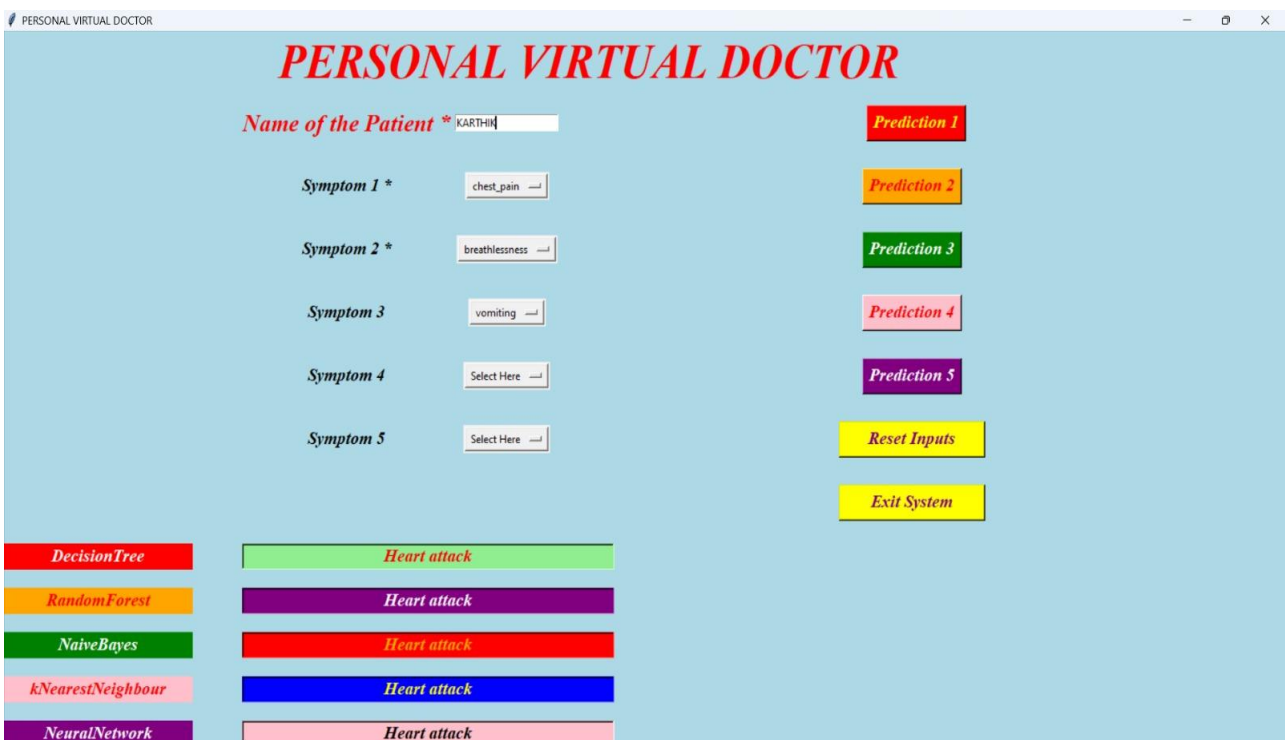 PERSONAL VIRTUAL DOCTOR
PERSONAL VIRTUAL DOCTOR
Name of the Patient * KARTHIK
Prediction 1
Symptom 1 * chest_pain
Prediction 2
Symptom 2 * breathlessness
Prediction 3
Symptom 3 vomiting
Prediction 4
Symptom 4 Select Here
Prediction 5
Symptom 5 Select Here
Reset Inputs
Exit System
DecisionTree Heart attack
RandomForest Heart attack
NaiveBayes Heart attack
kNearestNeighbour Heart attack
NeuralNetwork Heart attack